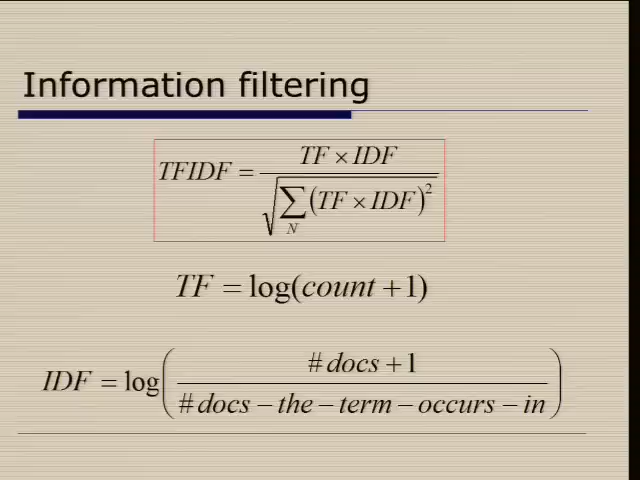 Information filtering
TFIDF = TF × IDF / √∑N (TF × IDF)²
TF = log(count + 1)
IDF = log(# docs + 1 / # docs – the – term – occurs – in)